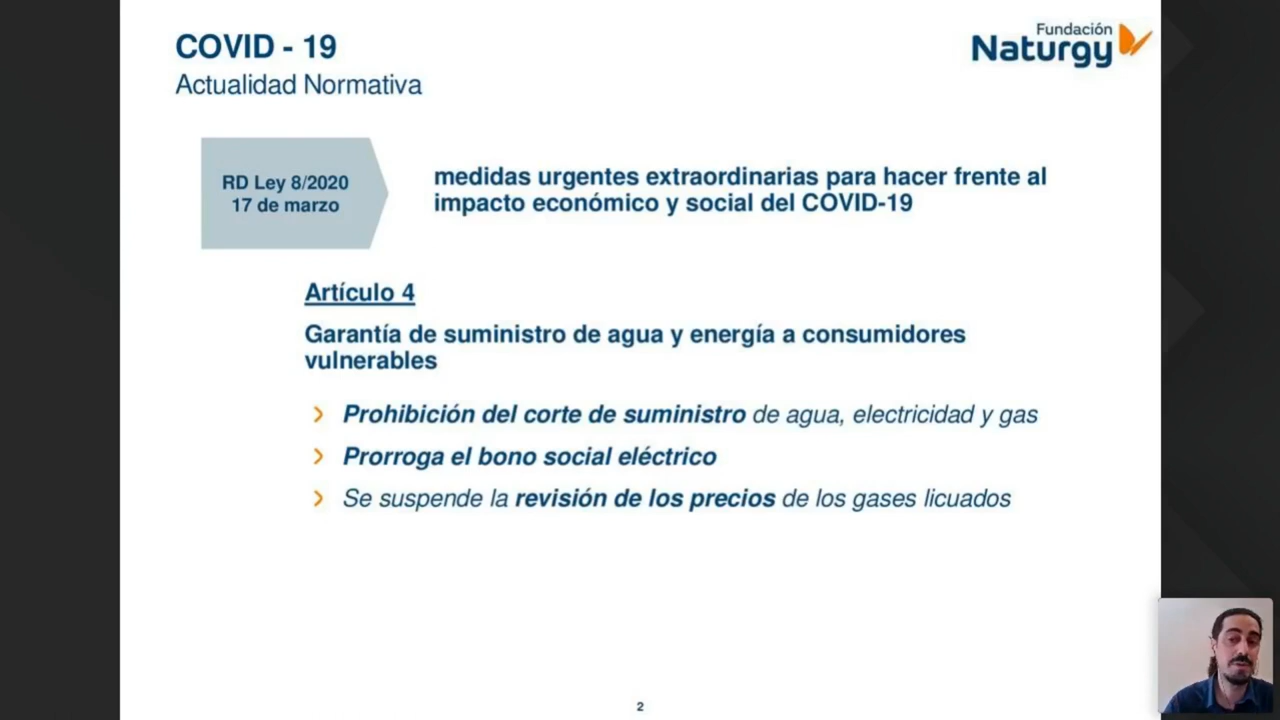 COVID - 19
Actualidad Normativa
Fundación
Naturgy
RD Ley 8/2020
17 de marzo
medidas urgentes extraordinarias para hacer frente al
impacto económico y social del COVID-19
Artículo 4
Garantía de suministro de agua y energía a consumidores
vulnerables
Prohibición del corte de suministro de agua, electricidad y gas
Prorroga el bono social eléctrico
Se suspende la revisión de los precios de los gases licuados
2